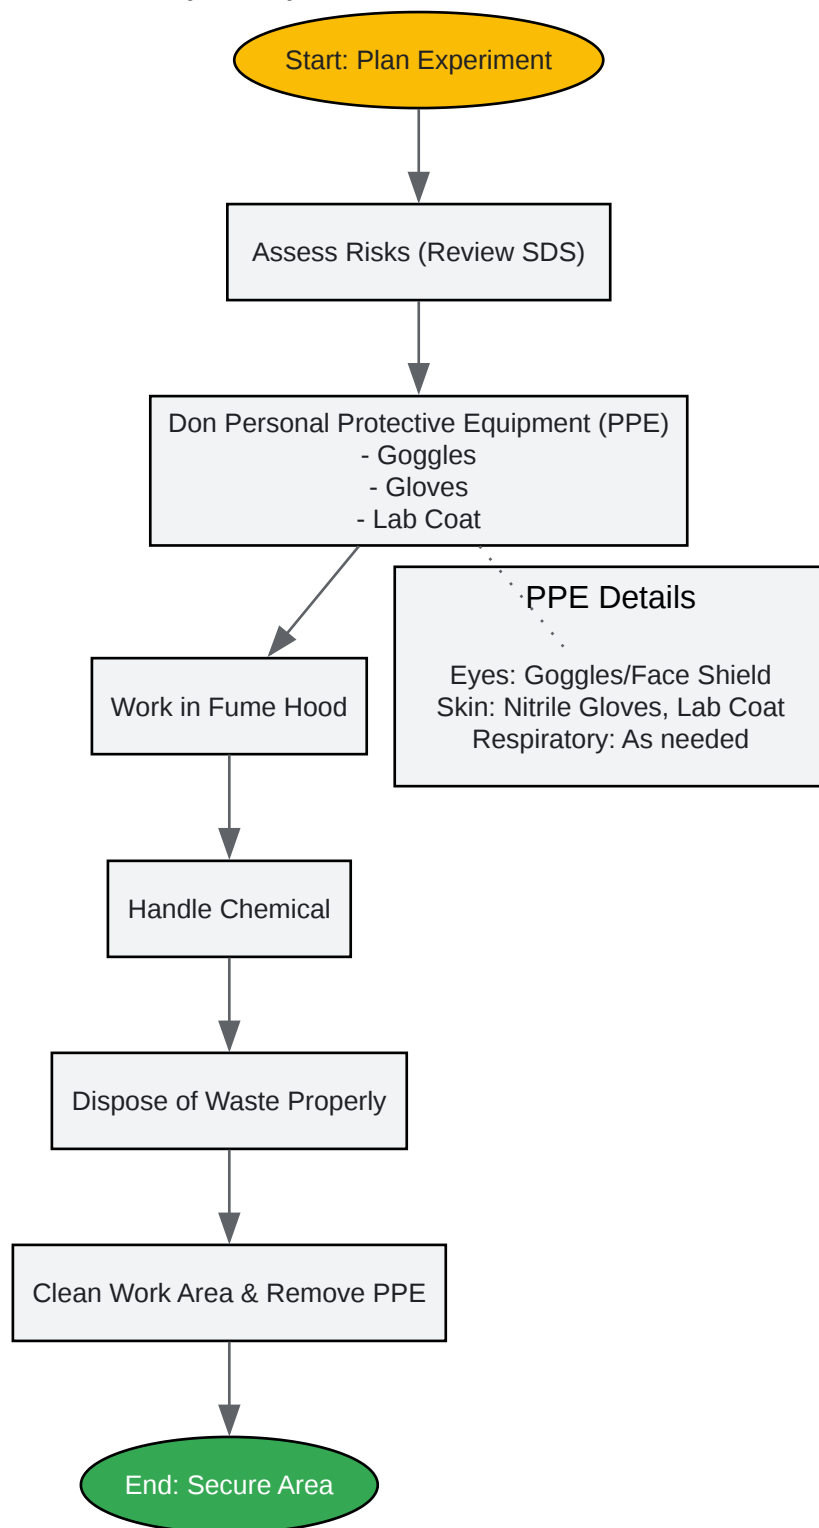 Start: Plan Experiment
Assess Risks (Review SDS)
Don Personal Protective Equipment (PPE)
- Goggles
- Gloves
- Lab Coat
PPE Details
Eyes: Goggles/Face Shield
Skin: Nitrile Gloves, Lab Coat
Respiratory: As needed
Work in Fume Hood
Handle Chemical
Dispose of Waste Properly
Clean Work Area & Remove PPE
End: Secure Area